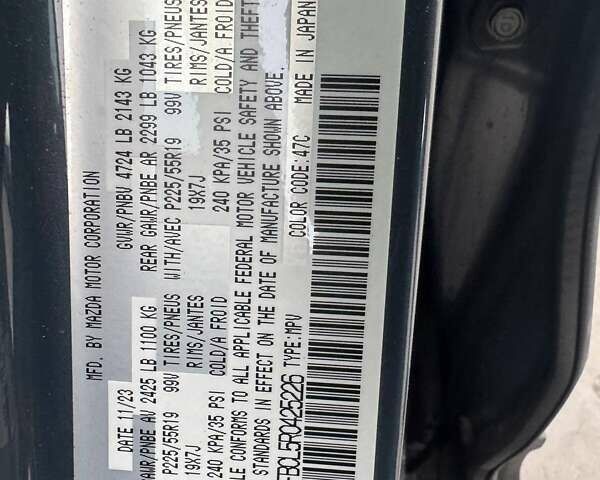 MFD. BY MAZDA MOTOR CORPORATION
DATE 11/23 GVWR/PNBV 4724 LB 2143 KG
GAWR/PNBE AV 2425 LB 1100 KG REAR GAWR/PNBE AR 2299 LB 1043 KG
P225/55R19 99V TIRES/PNEUS WITH/AVEC P225/55R19 99V TIRES/PNEUS
19X7J RIMS/JANTES 19X7J RIMS/JANTES
240 KPA/35 PSI COLD/A FROID 240 KPA/35 PSI COLD/A FROID
LE CONFORMS TO ALL APPLICABLE FEDERAL MOTOR VEHICLE SAFETY AND THEFT
STANDARDS IN EFFECT ON THE DATE OF MANUFACTURE SHOWN ABOVE.
FBCL5R0425226 TYPE:MPV COLOR CODE: 47C MADE IN JAPAN